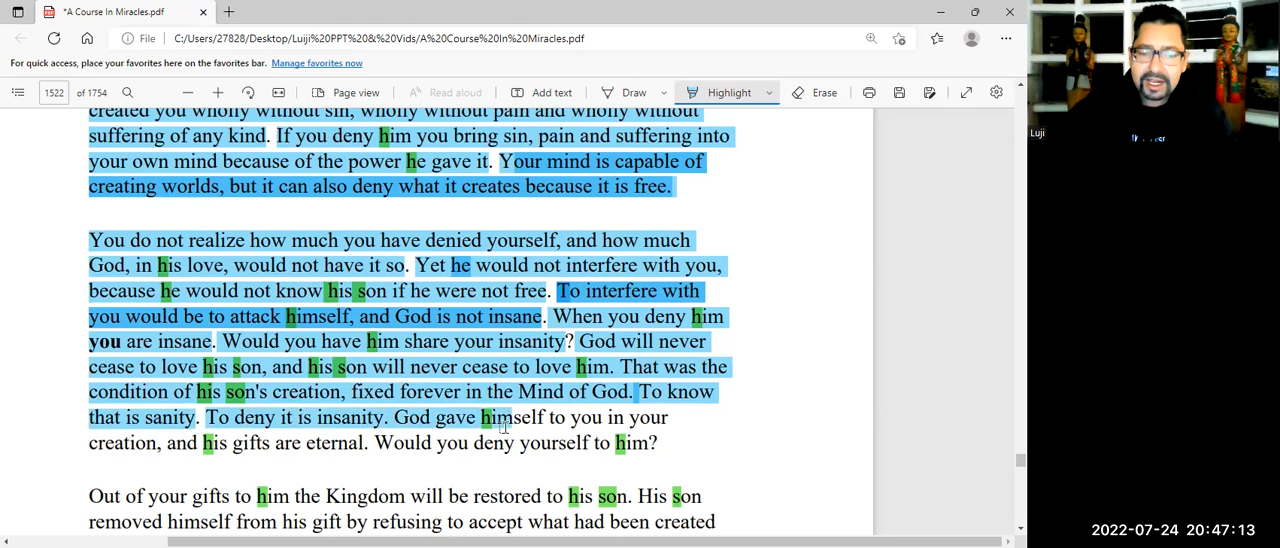 *A Course In Miracles.pdf
File
C:/Users/27828/Desktop/Luiji%20PPT%20&%20Vids/A%20Course%20In%20Miracles.pdf
For quick access, place your favorites here on the favorites bar. Manage favorites now
1522 of 1754
Page view
Read aloud
Add text
Draw
Highlight
Erase
created you wholly without sin, wholly without pain and wholly without
suffering of any kind. If you deny him you bring sin, pain and suffering into
your own mind because of the power he gave it. Your mind is capable of
creating worlds, but it can also deny what it creates because it is free.
You do not realize how much you have denied yourself, and how much
God, in his love, would not have it so. Yet he would not interfere with you,
because he would not know his son if he were not free. To interfere with
you would be to attack himself, and God is not insane. When you deny him
you are insane. Would you have him share your insanity? God will never
cease to love his son, and his son will never cease to love him. That was the
condition of his son's creation, fixed forever in the Mind of God. To know
that is sanity. To deny it is insanity. God gave himself to you in your
creation, and his gifts are eternal. Would you deny yourself to him?
Out of your gifts to him the Kingdom will be restored to his son. His son
removed himself from his gift by refusing to accept what had been created
Luji
2022-07-24 20:47:13